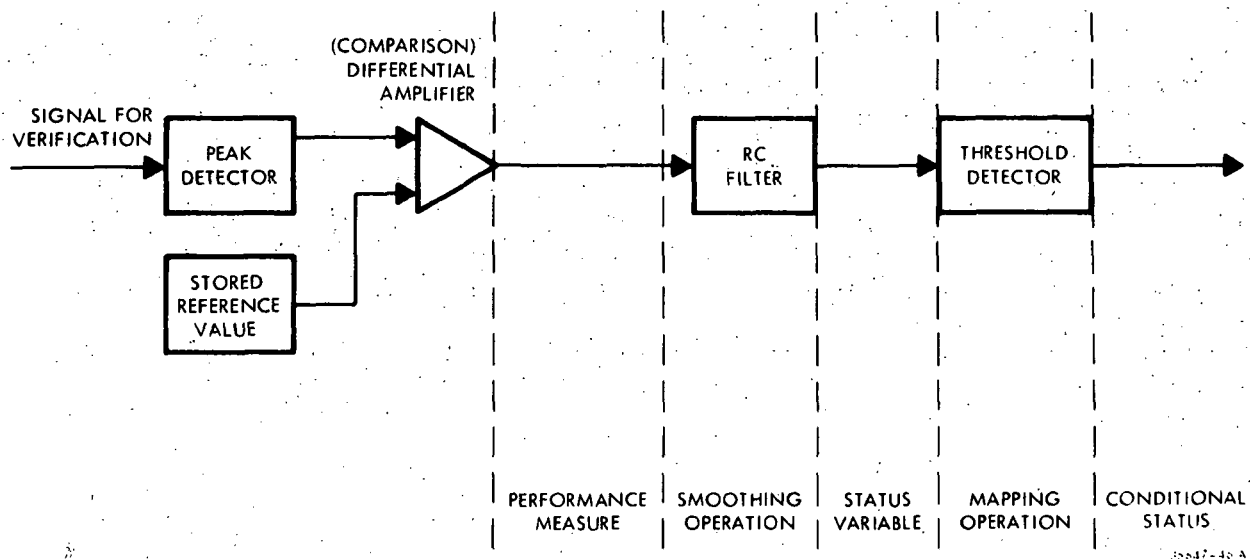 (COMPARISON)
DIFFERENTIAL
AMPLIFIER
SIGNAL FOR
VERIFICATION
PEAK
DETECTOR
RC
FILTER
THRESHOLD
DETECTOR
STORED
REFERENCE
VALUE
PERFORMANCE
MEASURE
SMOOTHING
OPERATION
STATUS
VARIABLE
MAPPING
OPERATION
CONDITIONAL
STATUS